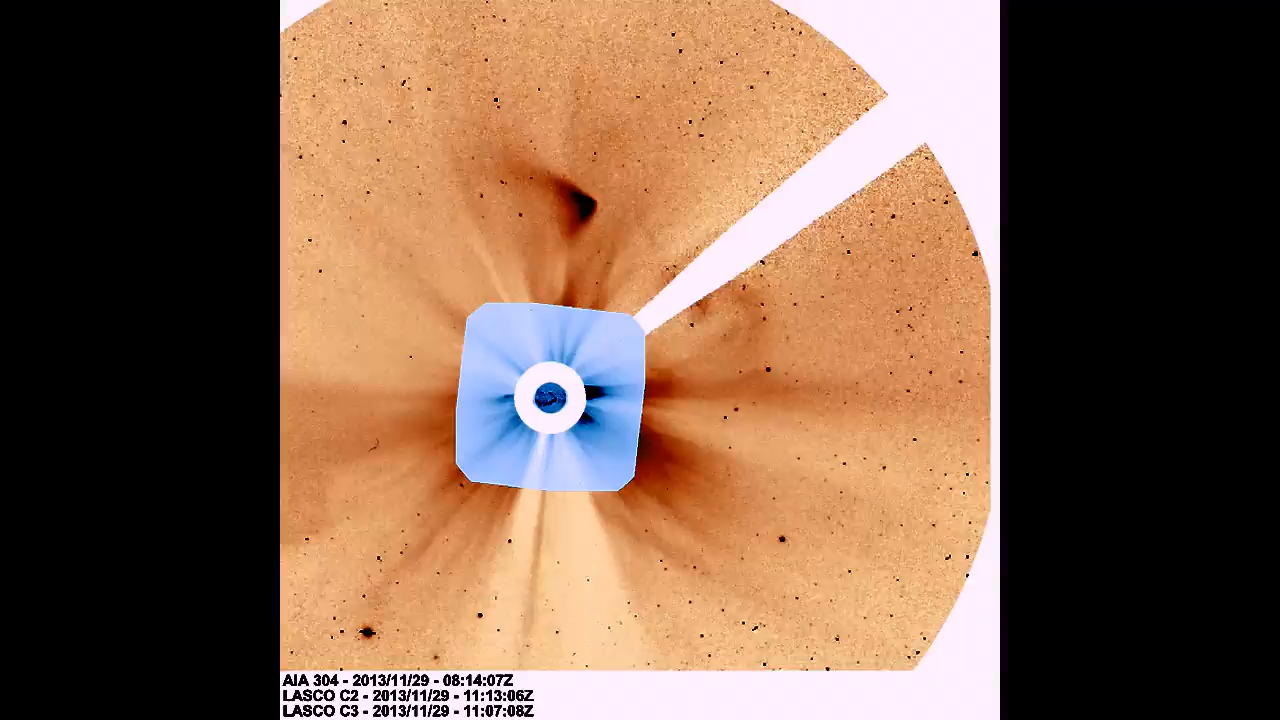 AIA 304 - 2013/11/29 - 08:14:07Z
LASCO C2 - 2013/11/29 - 11:13:06Z
LASCO C3 - 2013/11/29 - 11:07:08Z